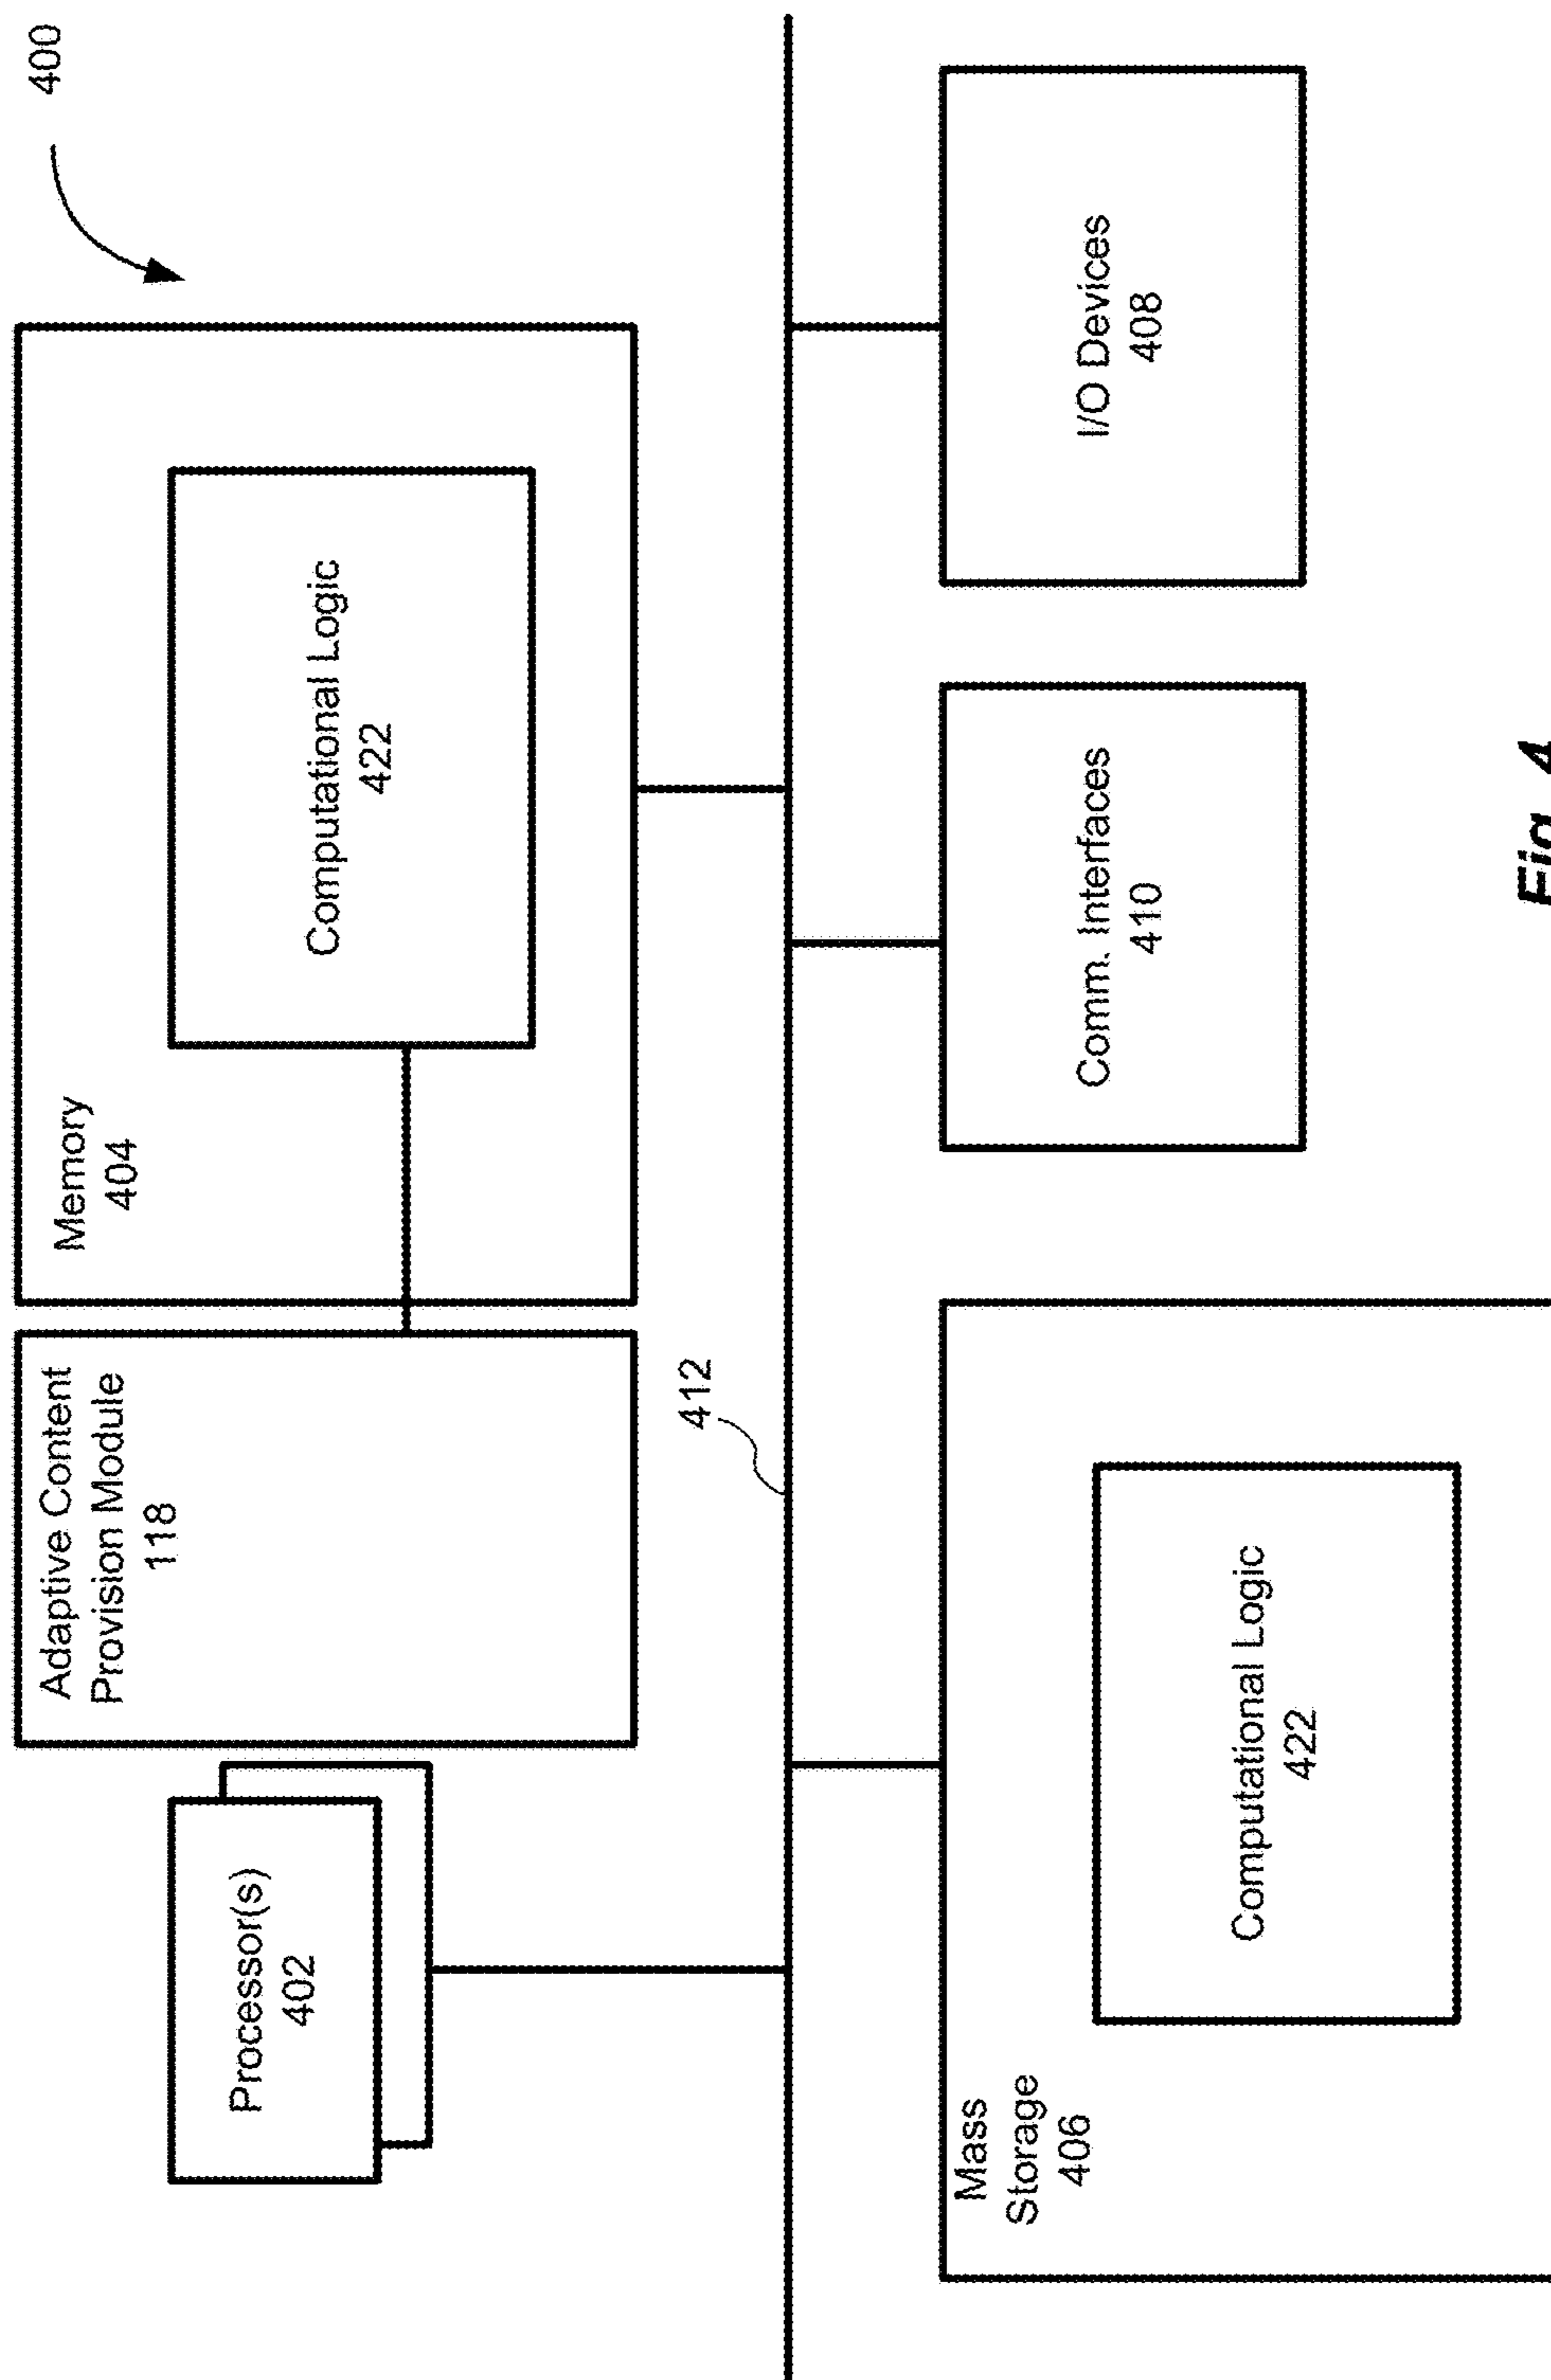 400
Processor(s)
402
Adaptive Content
Provision Module
118
Memory
404
Computational Logic
422
412
Mass
Storage
406
Computational Logic
422
Comm. Interfaces
410
I/O Devices
408
Fig. 4